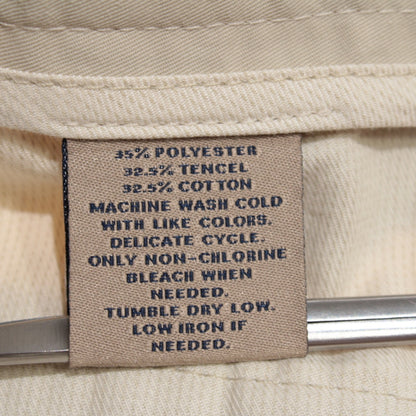 35% POLYESTER
32.5% TENCEL
32.5% COTTON
MACHINE WASH COLD
WITH LIKE COLORS.
DELICATE CYCLE.
ONLY NON-CHLORINE
BLEACH WHEN
NEEDED.
TUMBLE DRY LOW.
LOW IRON IF
NEEDED.